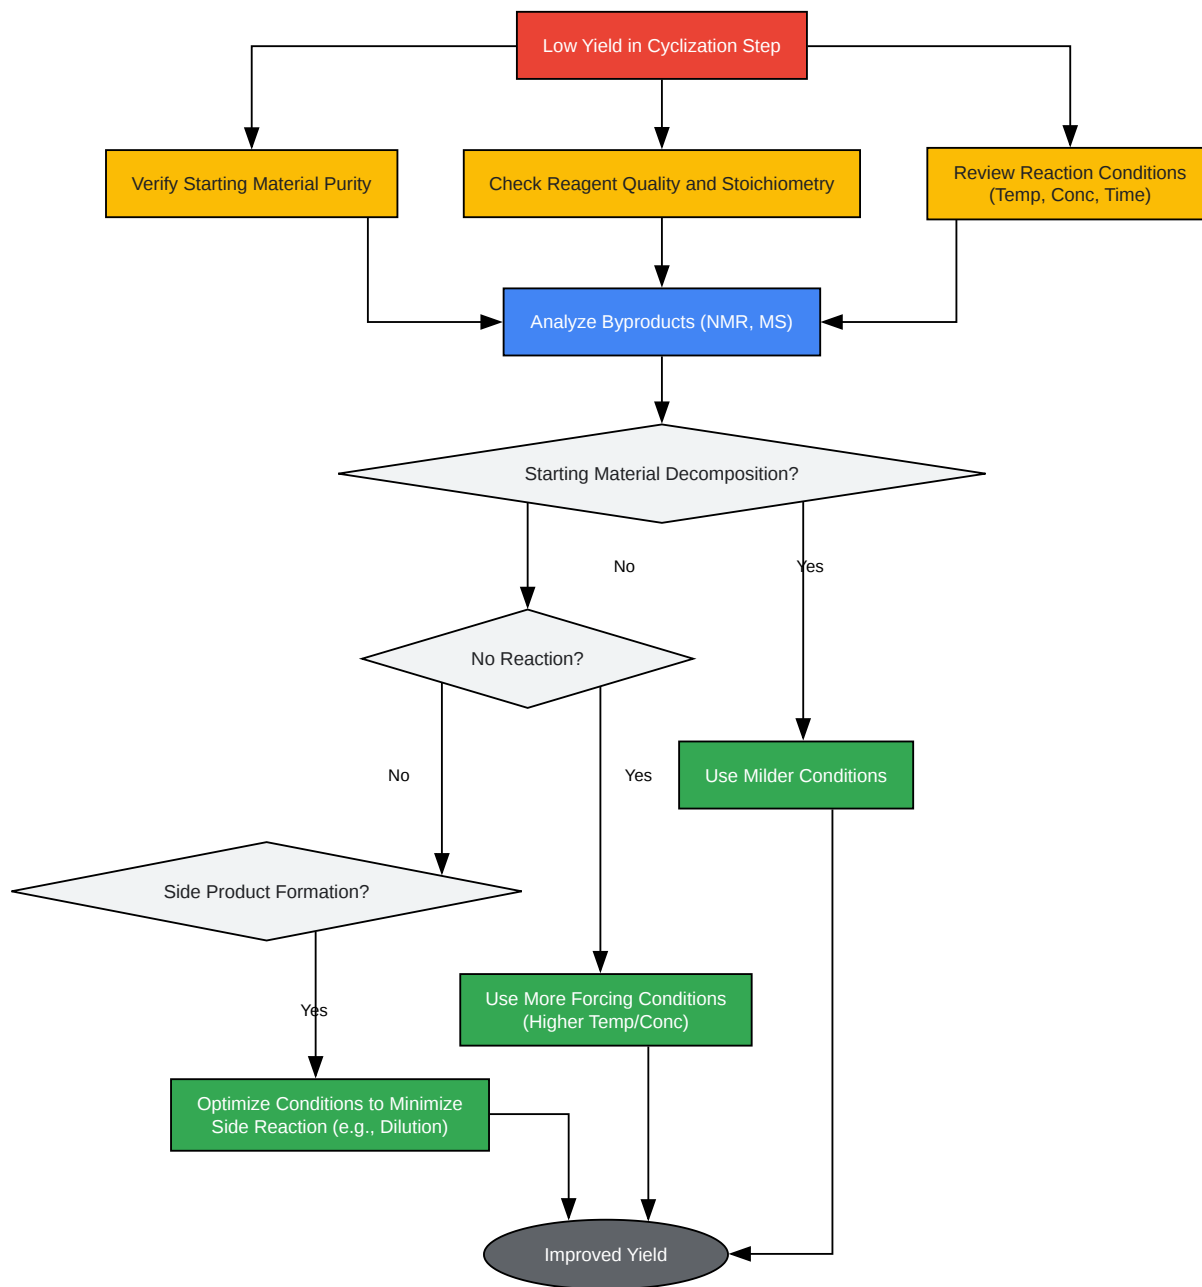 Low Yield in Cyclization Step
Verify Starting Material Purity
Check Reagent Quality and Stoichiometry
Review Reaction Conditions
(Temp, Conc, Time)
Analyze Byproducts (NMR, MS)
Starting Material Decomposition?
No
Yes
No Reaction?
No
Yes
Use Milder Conditions
Side Product Formation?
Use More Forcing Conditions
(Higher Temp/Conc)
Yes
Optimize Conditions to Minimize
Side Reaction (e.g., Dilution)
Improved Yield